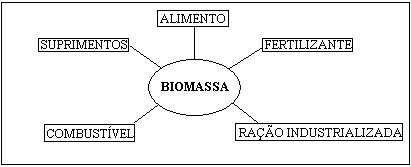 ALIMENTO
SUPRIMENTOS
FERTILIZANTE
BIOMASSA
COMBUSTÍVEL
RAÇÃO INDUSTRIALIZADA